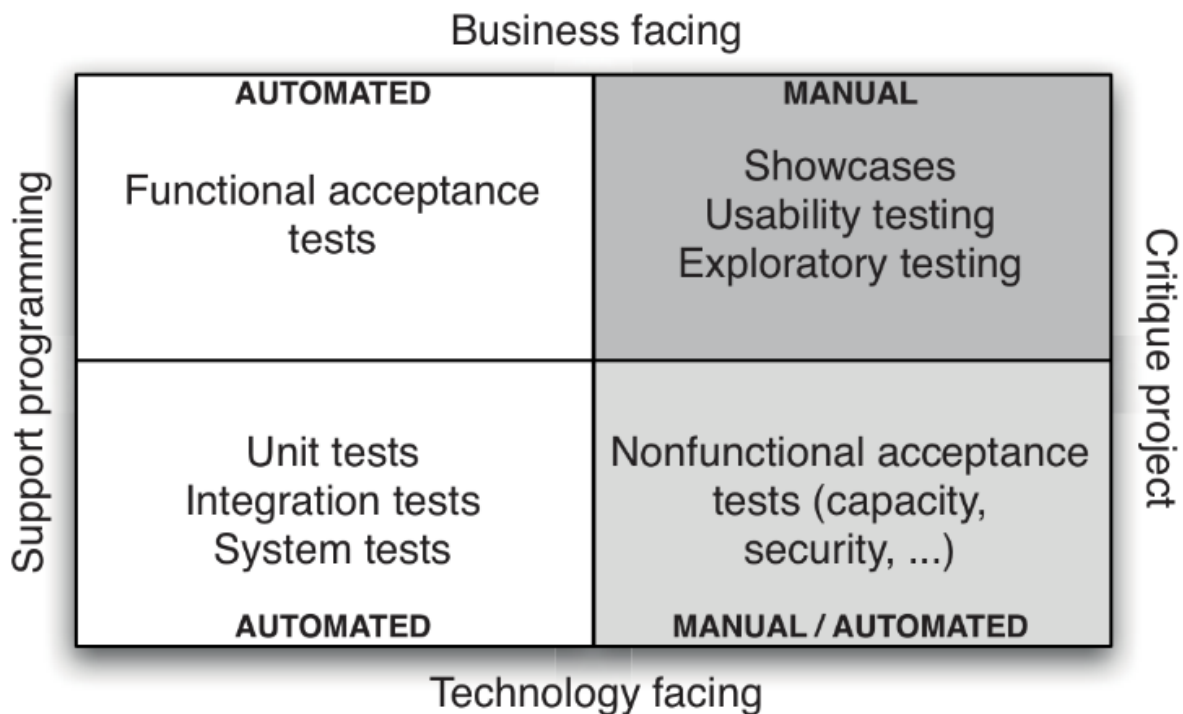 Business facing
AUTOMATED
Functional acceptance
tests
MANUAL
Showcases
Usability testing
Exploratory testing
Support programming
Critique project
Unit tests
Integration tests
System tests
AUTOMATED
Nonfunctional acceptance
tests (capacity,
security, ...)
MANUAL / AUTOMATED
Technology facing